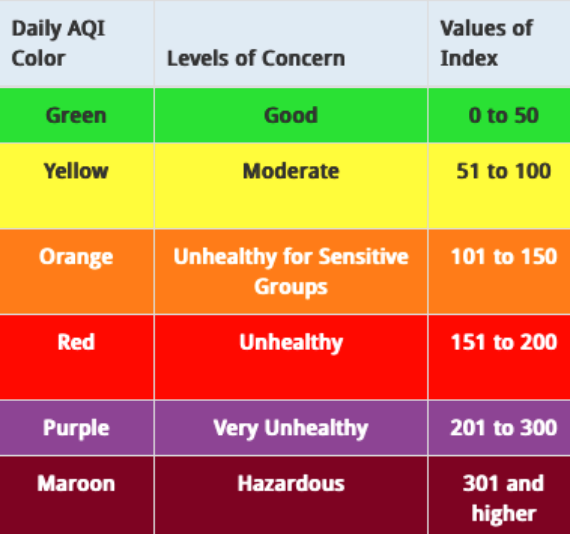 Daily AQI
Color
Levels of Concern
Values of
Index
Green
Good
0 to 50
Yellow
Moderate
51 to 100
Orange
Unhealthy for Sensitive
Groups
101 to 150
Red
Unhealthy
151 to 200
Purple
Very Unhealthy
201 to 300
Maroon
Hazardous
301 and
higher